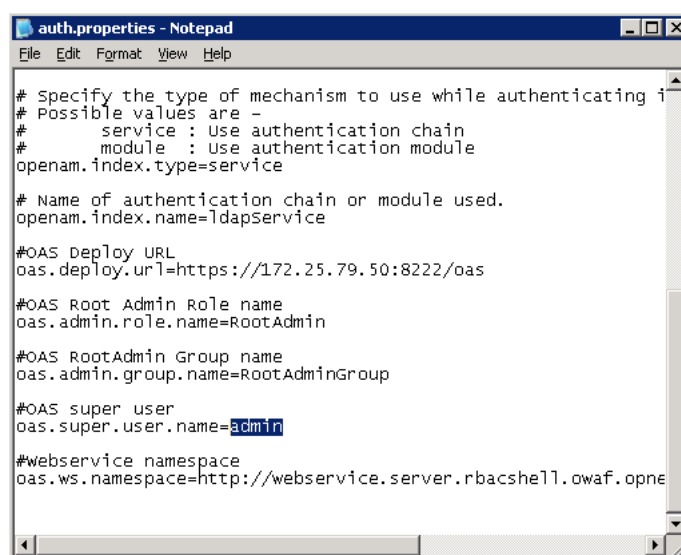 auth.properties - Notepad
File Edit Format View Help
# Specify the type of mechanism to use while authenticating i
# Possible values are -
# service : Use authentication chain
# module : Use authentication module
openam.index.type=service
# Name of authentication chain or module used.
openam.index.name=ldapService
#OAS Deploy URL
oas.deploy.url=https://172.25.79.50:8222/oas
#OAS Root Admin Role name
oas.admin.role.name=RootAdmin
#OAS RootAdmin Group name
oas.admin.group.name=RootAdminGroup
#OAS super user
oas.super.user.name=admin
#Webservice namespace
oas.ws.namespace=http://webservice.server.rbacshell.owaf.opne